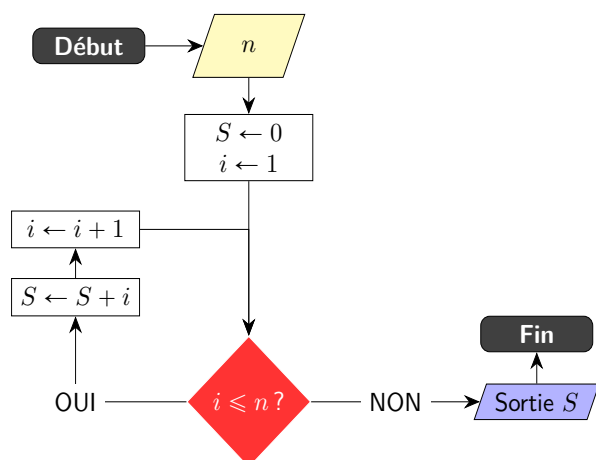 Début
n
S ← 0
i ← 1
i ← i + 1
S ← S + i
i ⩽ n ?
OUI
NON
Sortie S
Fin